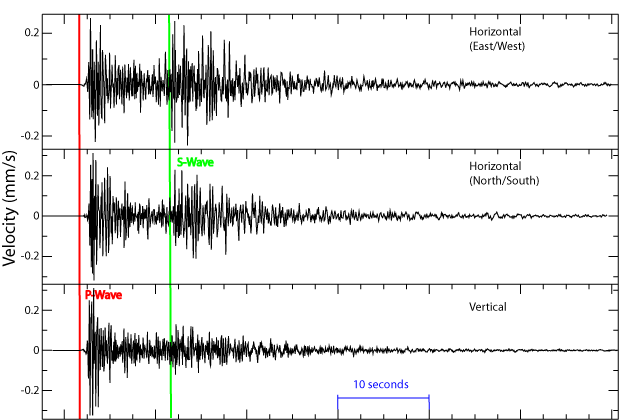 Velocity (mm/s)
0.2
0
-0.2
Horizontal
(East/West)
S-Wave
0.2
0
-0.2
Horizontal
(North/South)
P-Wave
0.2
0
-0.2
Vertical
10 seconds